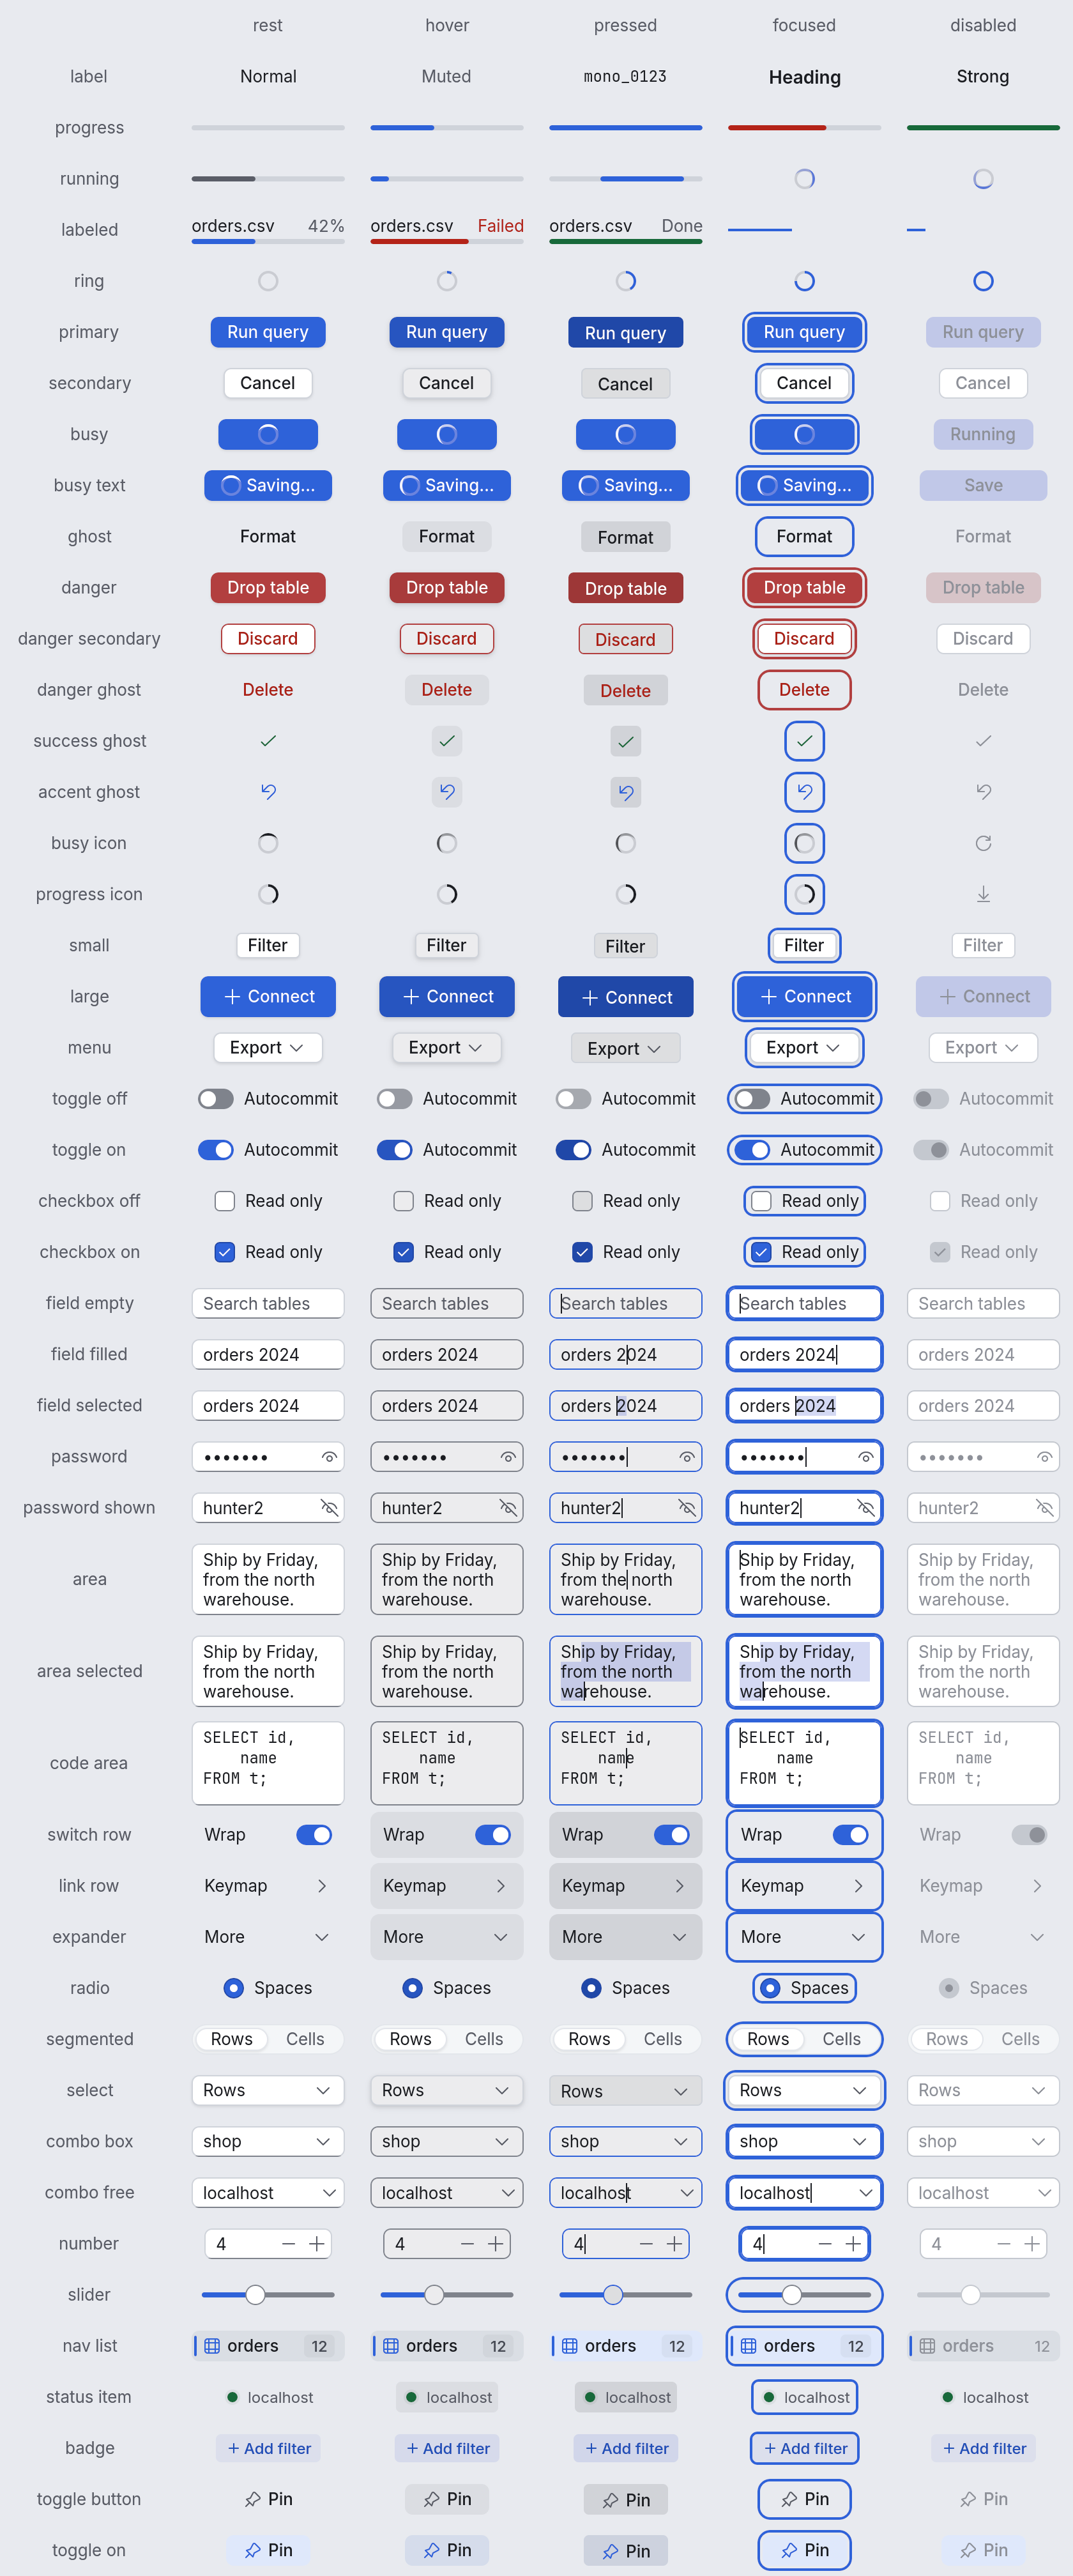 rest hover pressed focused disabled
label Normal Muted mono_0123 Heading Strong
progress
running
labeled orders.csv 42% orders.csv Failed orders.csv Done
ring
primary Run query Run query Run query Run query Run query
secondary Cancel Cancel Cancel Cancel Cancel
busy Running
busy text Saving... Saving... Saving... Saving... Save
ghost Format Format Format Format Format
danger Drop table Drop table Drop table Drop table Drop table
danger secondary Discard Discard Discard Discard Discard
danger ghost Delete Delete Delete Delete Delete
success ghost
accent ghost
busy icon
progress icon
small Filter Filter Filter Filter Filter
large Connect Connect Connect Connect Connect
menu Export Export Export Export Export
toggle off Autocommit Autocommit Autocommit Autocommit Autocommit
toggle on Autocommit Autocommit Autocommit Autocommit Autocommit
checkbox off Read only Read only Read only Read only Read only
checkbox on Read only Read only Read only Read only Read only
field empty Search tables Search tables Search tables Search tables Search tables
field filled orders 2024 orders 2024 orders 2024 orders 2024 orders 2024
field selected orders 2024 orders 2024 orders 2024 orders 2024 orders 2024
password ••••••• ••••••• ••••••• ••••••• •••••••
password shown hunter2 hunter2 hunter2 hunter2 hunter2
Ship by Friday, Ship by Friday, Ship by Friday, Ship by Friday, Ship by Friday,
area from the north from the north from the north from the north from the north
warehouse. warehouse. warehouse. warehouse. warehouse.
Ship by Friday, Ship by Friday, Ship by Friday, Ship by Friday, Ship by Friday,
area selected from the north from the north from the north from the north from the north
warehouse. warehouse. warehouse. warehouse. warehouse.
SELECT id, SELECT id, SELECT id, SELECT id, SELECT id,
code area name name name name name
FROM t; FROM t; FROM t; FROM t; FROM t;
switch row Wrap Wrap Wrap Wrap Wrap
link row Keymap Keymap Keymap Keymap Keymap
expander More More More More More
radio Spaces Spaces Spaces Spaces Spaces
segmented Rows Cells Rows Cells Rows Cells Rows Cells Rows Cells
select Rows Rows Rows Rows Rows
combo box shop shop shop shop shop
combo free localhost localhost localhost localhost localhost
number 4 4 4 4 4
slider
nav list orders 12 orders 12 orders 12 orders 12 orders 12
status item localhost localhost localhost localhost localhost
badge + Add filter + Add filter + Add filter + Add filter + Add filter
toggle button Pin Pin Pin Pin Pin
toggle on Pin Pin Pin Pin Pin